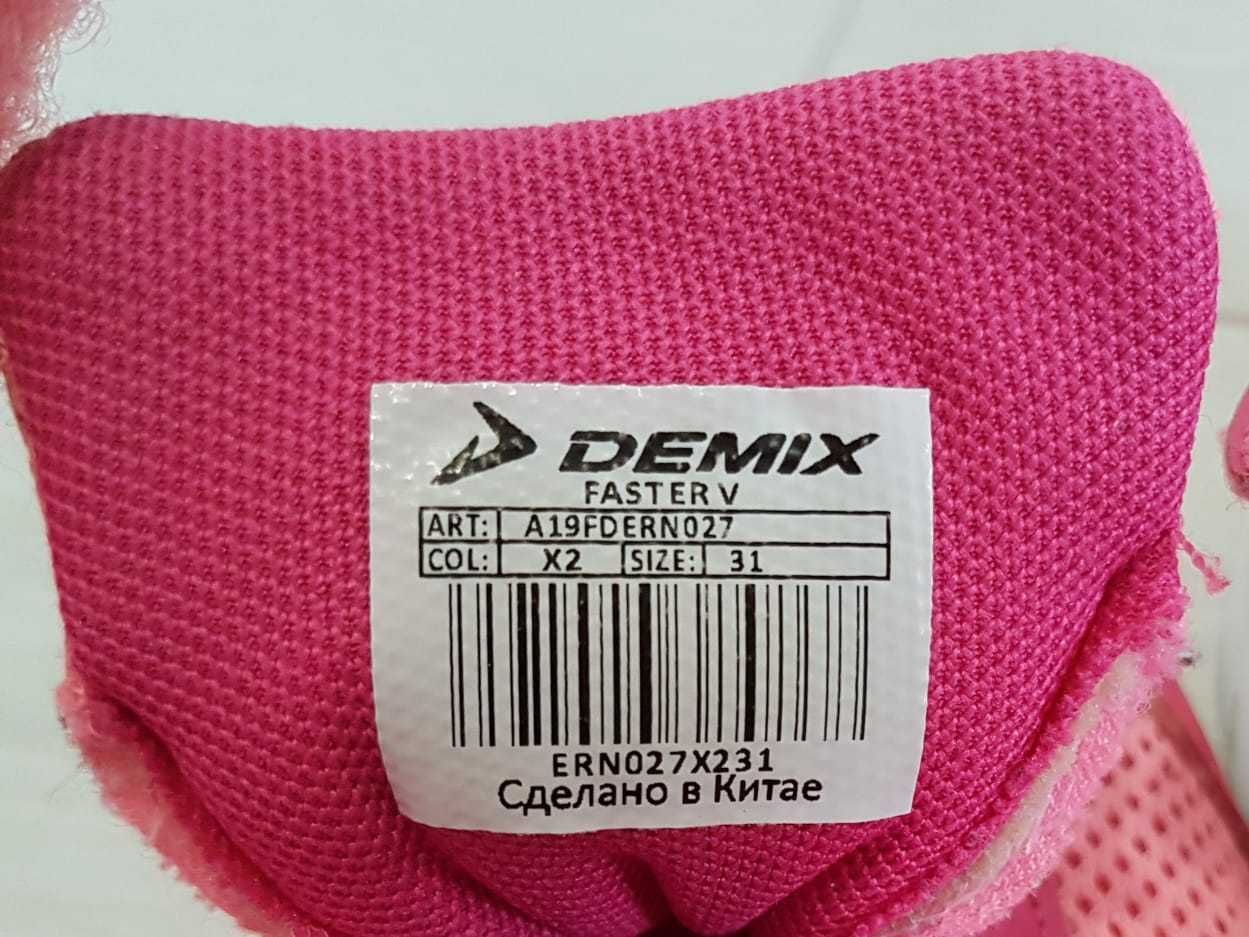 DEMIX
FASTER V
ART: A19FDERN027
COL: X2 SIZE: 31
ERN027X231
Сделано в Китае